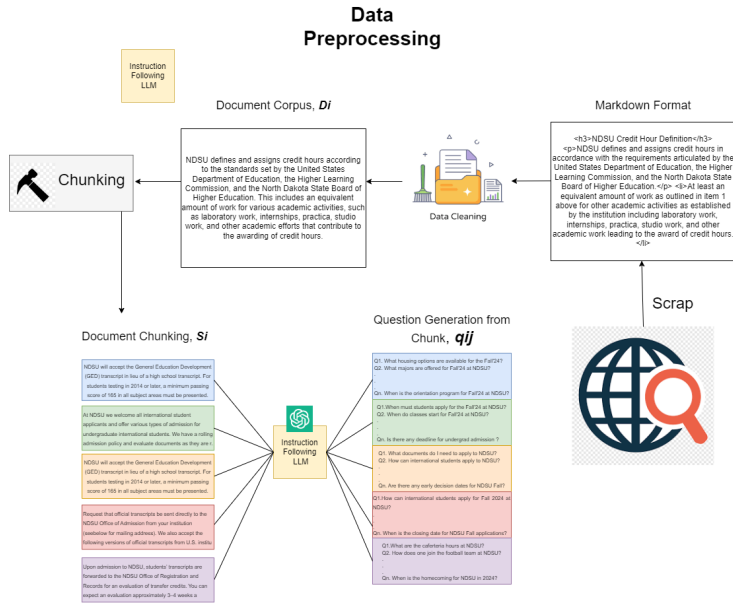 Data
Preprocessing
Instruction
Following
LLM
Document Corpus, Di
Markdown Format
NDSU defines and assigns credit hours according
to the standards set by the United States
Department of Education, the Higher Learning
Commission, and the North Dakota State Board of
Higher Education. This includes an equivalent
amount of work for various academic activities, such
as laboratory work, internships, practica, studio
work, and other academic efforts that contribute to
the awarding of credit hours.
<h3>NDSU Credit Hour Definition</h3>
<p>NDSU defines and assigns credit hours in
accordance with the requirements articulated by the
United States Department of Education, the Higher
Learning Commission, and the North Dakota State
Board of Higher Education.</p> <li>At least an
equivalent amount of work as outlined in item 1
above for other academic activities as established
by the institution including laboratory work,
internships, practica, studio work, and other
academic work leading to the award of credit hours.
</li>
Chunking
Data Cleaning
Scrap
Document Chunking, Si
Question Generation from
Chunk, qij
NDSU will accept the General Education Development
(GED) transcript in lieu of a high school transcript. For
students testing in 2014 or later, a minimum passing
score of 165 in all subject areas must be presented.
At NDSU we welcome all international student
applicants and offer various types of admission for
undergraduate international students. We have a rolling
admission policy and evaluate documents as they are r
NDSU will accept the General Education Development
(GED) transcript in lieu of a high school transcript. For
students testing in 2014 or later, a minimum passing
score of 165 in all subject areas must be presented.
Request that official transcripts be sent directly to the
NDSU Office of Admission from your institution
(seebelow for mailing address). We also accept the
following versions of official transcripts from U.S. institu
Upon admission to NDSU, students' transcripts are
forwarded to the NDSU Office of Registration and
Records for an evaluation of transfer credits, You can
expect an evaluation approximately 3–4 weeks a
Instruction
Following
LLM
Q1. What housing options are available for the Fall'24?
Q2. What majors are offered for Fall'24 at NDSU?
.
.
Qn. When is the orientation program for Fall'24 at NDSU?
Q1.When must students apply for the Fall'24 at NDSU?
Q2. When do classes start for Fall'24 at NDSU?
.
.
Qn. Is there any deadline for undergrad admission ?
Q1. What documents do I need to apply to NDSU?
Q2. How can international students apply to NDSU?
.
.
Qn. Are there any early decision dates for NDSU Fall?
Q1.How can international students apply for Fall 2024 at
NDSU?
.
.
Qn. When is the closing date for NDSU Fall applications?
Q1.What are the cafeteria hours at NDSU?
Q2. How does one join the football team at NDSU?
.
.
.
Qn. When is the homecoming for NDSU in 2024?